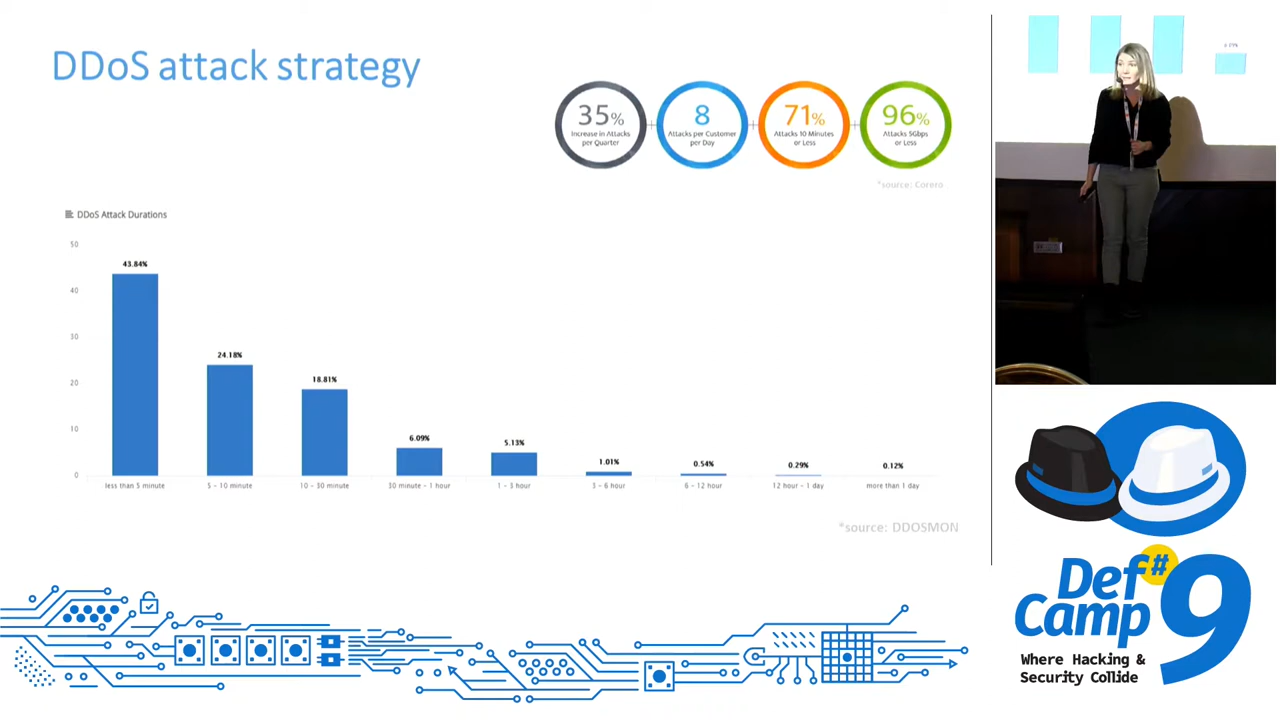 DDoS attack strategy
35%
Increase in Attacks
per Quarter
8
Attacks per Customer
per Day
71%
Attacks 10 Minutes
or Less
96%
Attacks 5Gbps
or Less
*source: Corero
DDoS Attack Durations
50
40
30
20
10
0
43.84%
24.18%
18.81%
6.09%
5.13%
1.01%
0.54%
0.29%
0.12%
less than 5 minute
5 - 10 minute
10 - 30 minute
30 minute - 1 hour
1 - 3 hour
3 - 6 hour
6 - 12 hour
12 hour - 1 day
more than 1 day
*source: DDOSMON
Def#
Camp 9
Where Hacking &
Security Collide